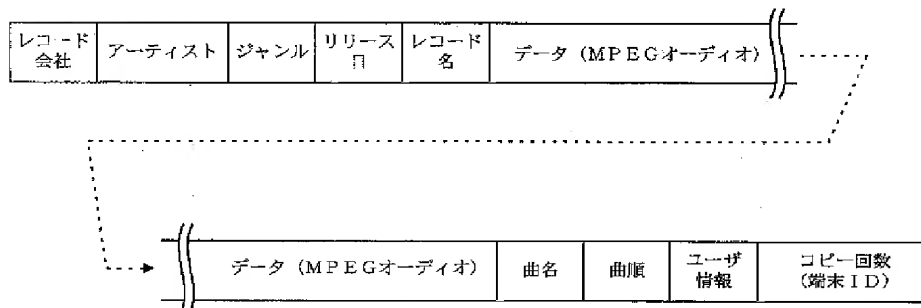 レコード
会社
アーティスト
ジャンル
リリース
日
レコード
名
データ（MPEGオーディオ）
データ（MPEGオーディオ）
曲名
曲順
ユーザ
情報
コピー回数
（端末ID）